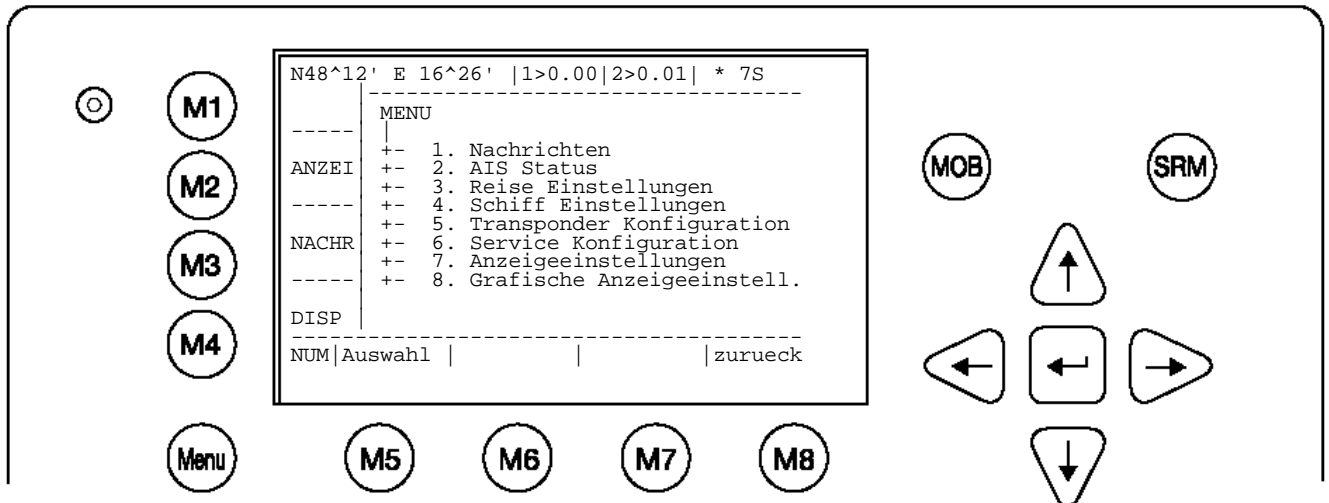 N48^12' E 16^26' |1>0.00|2>0.01| * 7S
M1
MENU
MOB
SRM
1. Nachrichten
ANZEI
2. AIS Status
M2
3. Reise Einstellungen
4. Schiff Einstellungen
5. Transponder Konfiguration
NACHR
6. Service Konfiguration
M3
7. Anzeigeeinstellungen
8. Grafische Anzeigeeinstell.
DISP
M4
NUM|Auswahl | | |zurueck
Menu
M5
M6
M7
M8